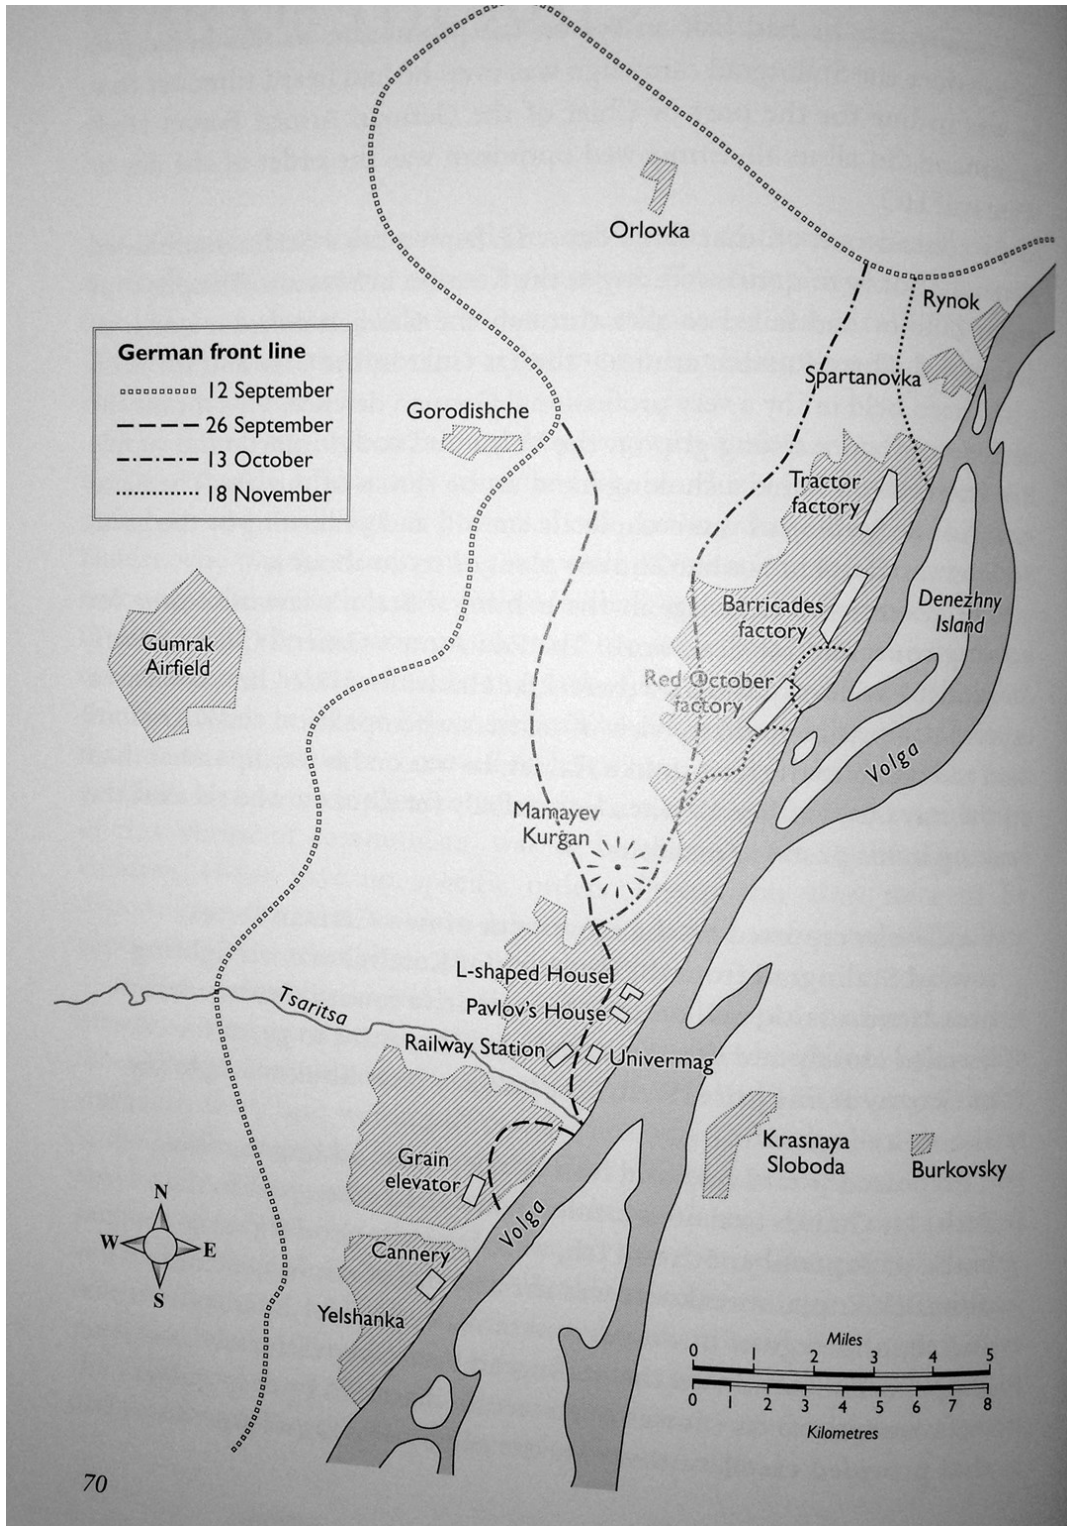 Orlovka
Rynok
German front line
12 September
26 September
13 October
18 November
Spartanovka
Gorodishche
Tractor
factory
Gumrak
Airfield
Barricades
factory
Denezhny
Island
Red October
factory
Volga
Mamayev
Kurgan
L-shaped House
Pavlov's House
Tsaritsa
Railway Station
Univermag
Krasnaya
Sloboda
Burkovsky
Grain
elevator
Volga
N
W E
S
Cannery
Yelshanka
Miles
0 1 2 3 4 5
0 1 2 3 4 5 6 7 8
Kilometres
70